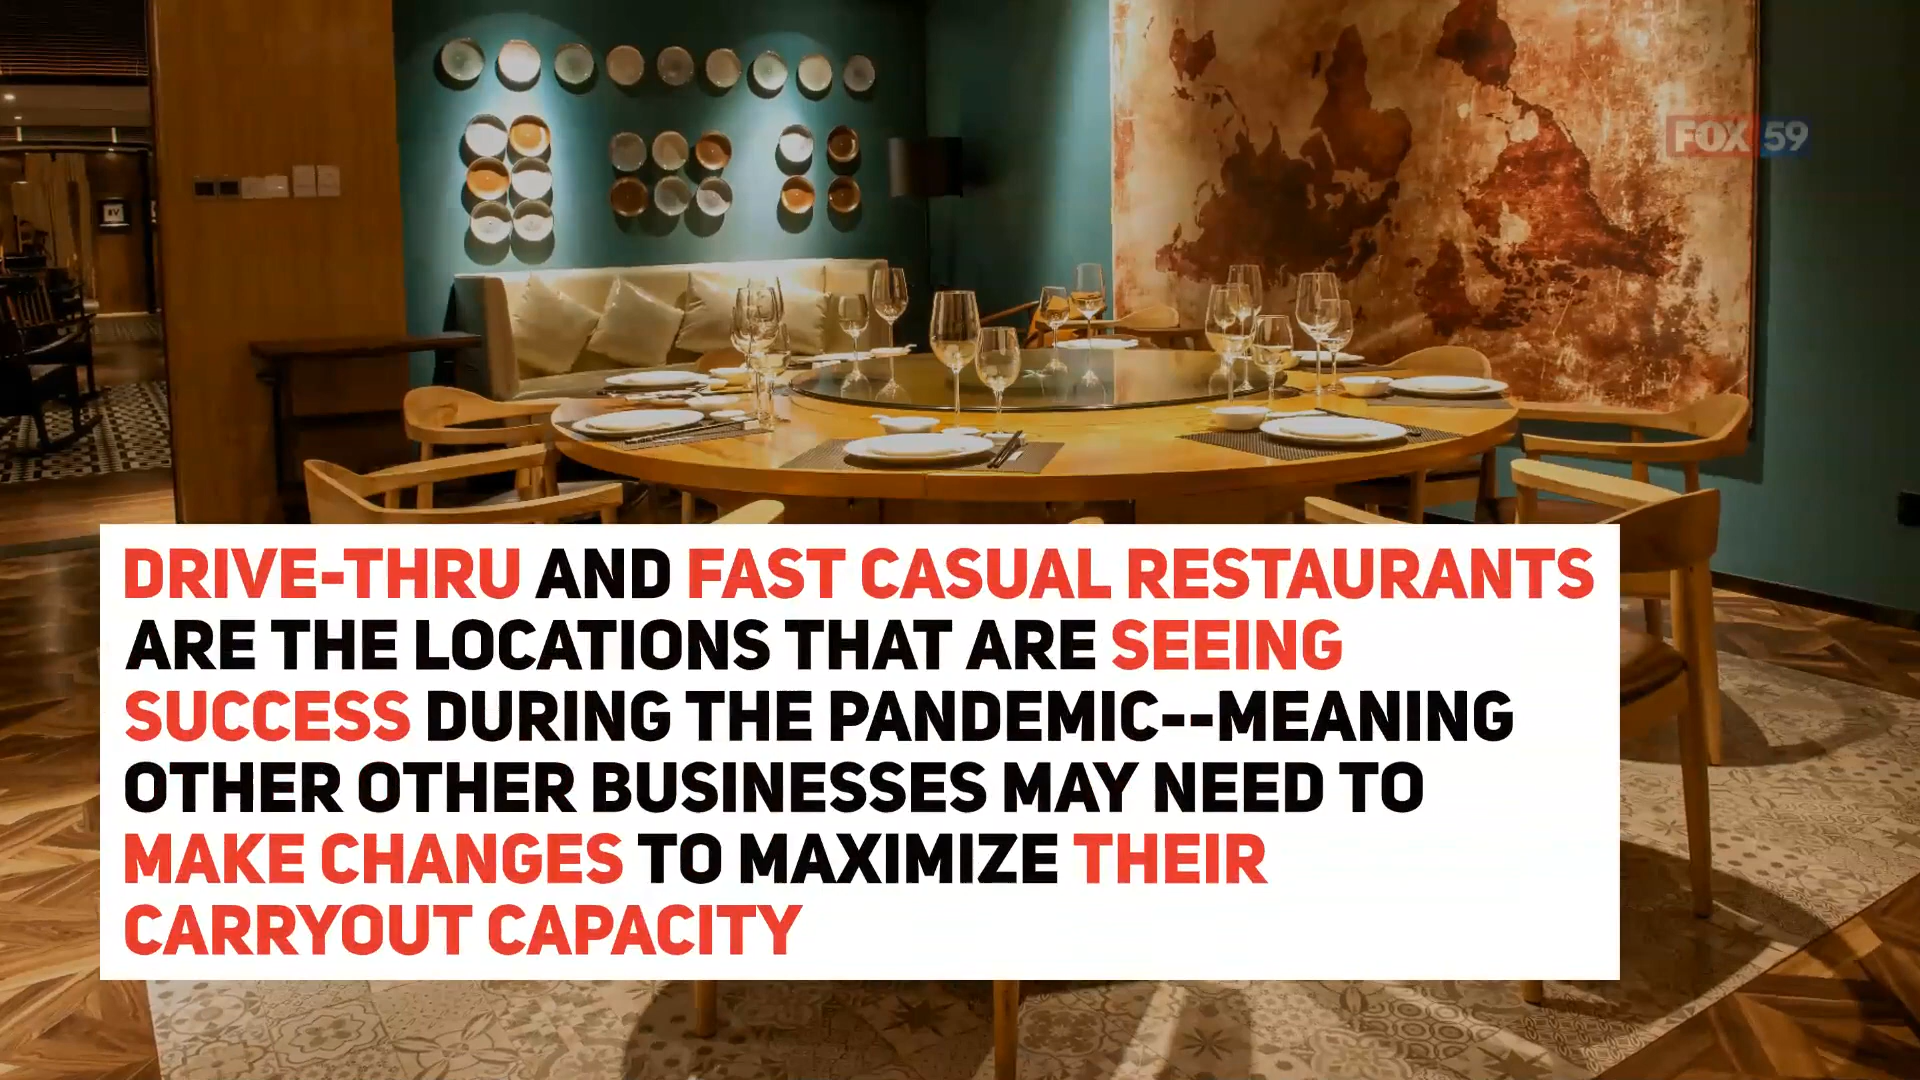 FOX 59
DRIVE-THRU AND FAST CASUAL RESTAURANTS
ARE THE LOCATIONS THAT ARE SEEING
SUCCESS DURING THE PANDEMIC--MEANING
OTHER OTHER BUSINESSES MAY NEED TO
MAKE CHANGES TO MAXIMIZE THEIR
CARRYOUT CAPACITY